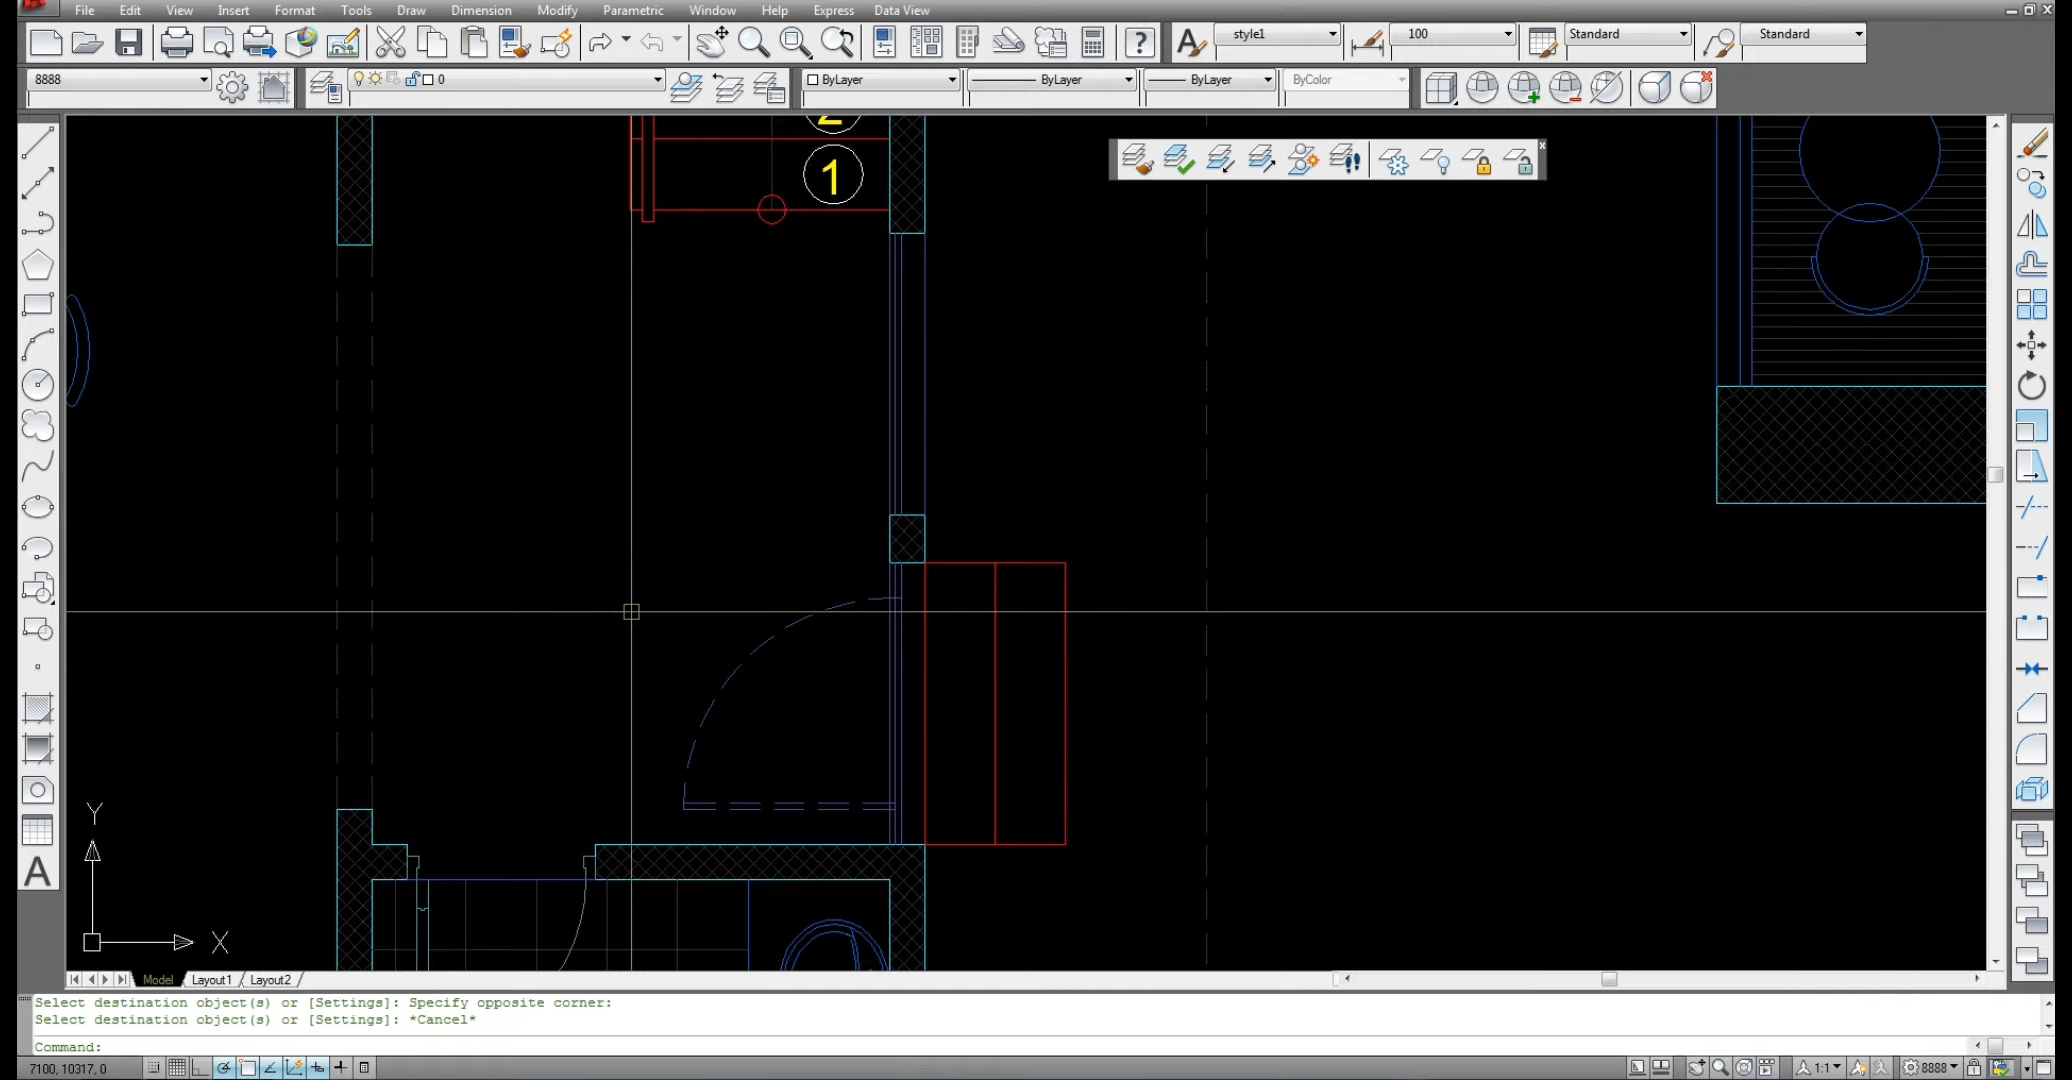 File Edit View Insert Format Tools Draw Dimension Modify Parametric Window Help Express Data View
style1 100 Standard Standard
8888 0 ByLayer ByLayer ByLayer ByColor
2
1
Y
X
A
Model Layout1 Layout2
Select destination object(s) or [Settings]: Specify opposite corner:
Select destination object(s) or [Settings]: *Cancel*
Command:
7100, 10317, 0 1:1 8888